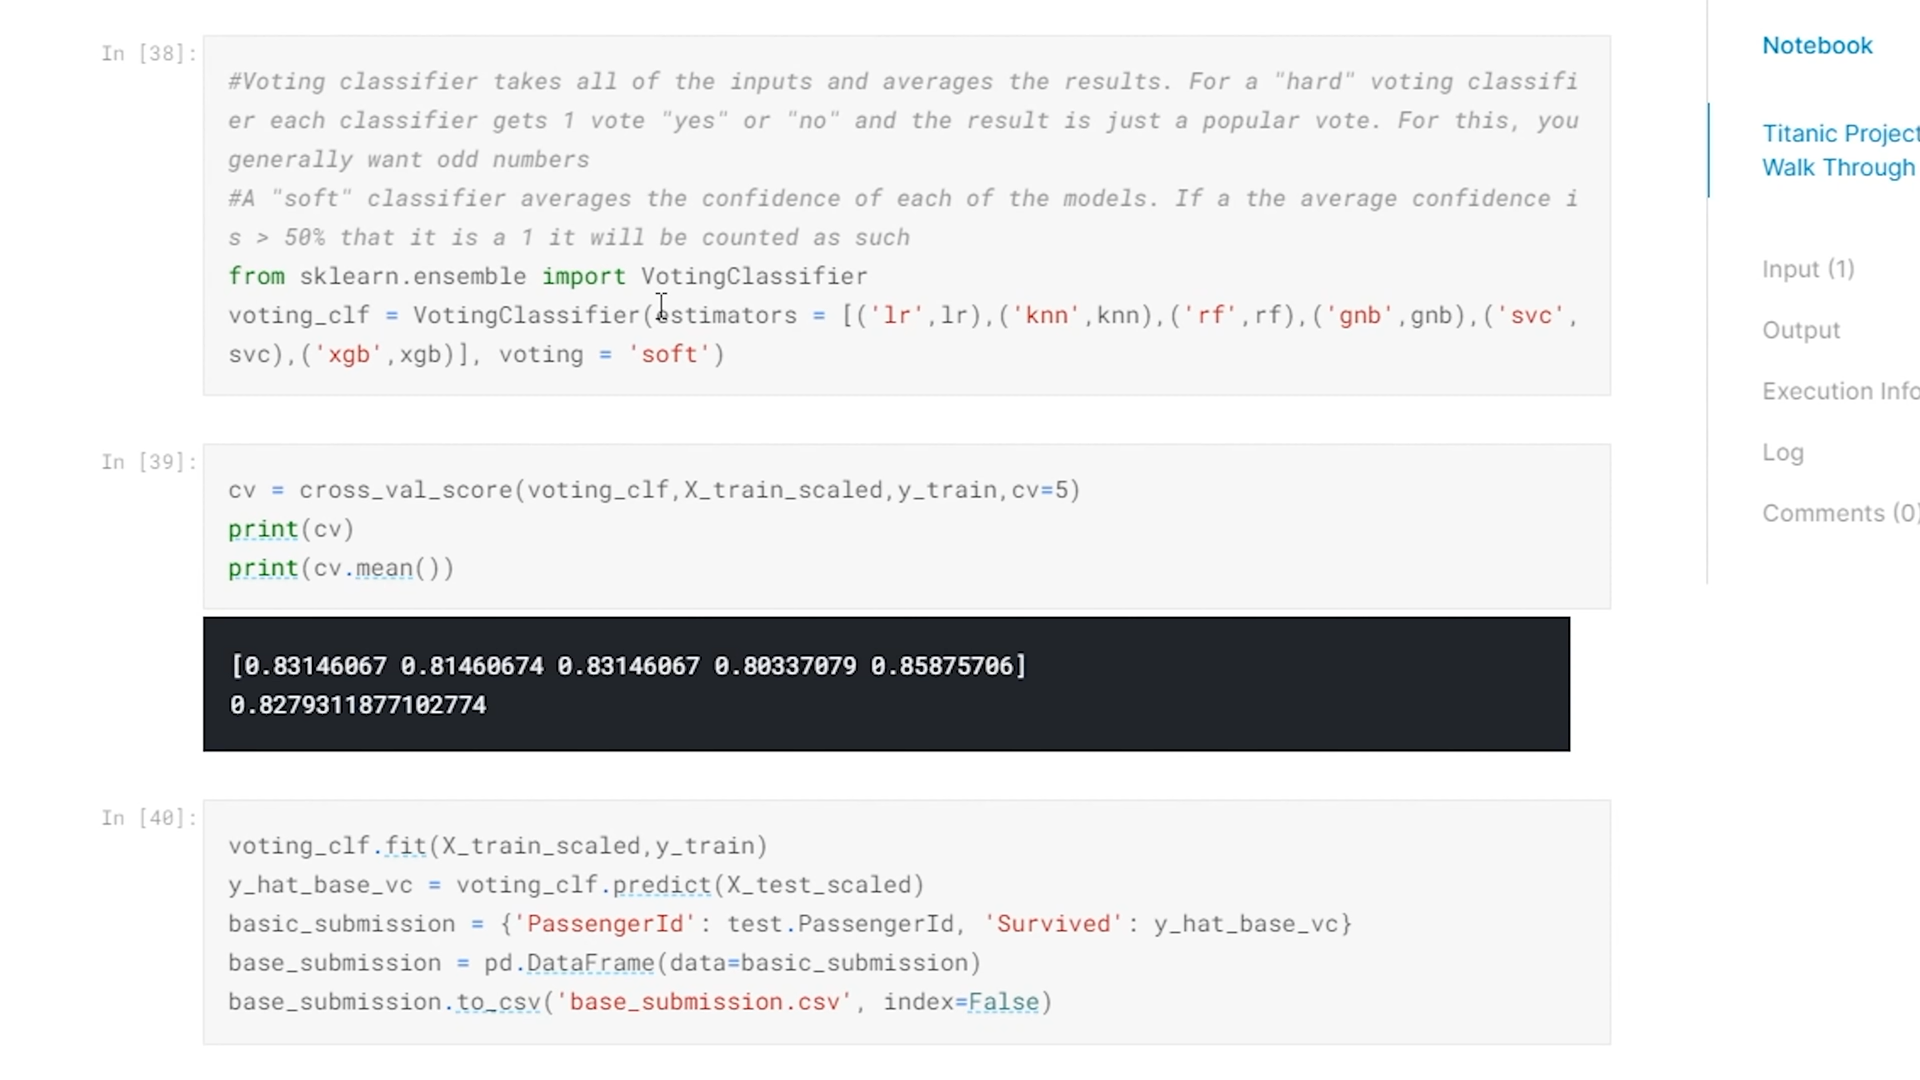 In [38]:
#Voting classifier takes all of the inputs and averages the results. For a "hard" voting classifi
er each classifier gets 1 vote "yes" or "no" and the result is just a popular vote. For this, you
generally want odd numbers
#A "soft" classifier averages the confidence of each of the models. If a the average confidence i
s > 50% that it is a 1 it will be counted as such
from sklearn.ensemble import VotingClassifier
voting_clf = VotingClassifier(estimators = [('lr',lr),('knn',knn),('rf',rf),('gnb',gnb),('svc',
svc),('xgb',xgb)], voting = 'soft')
In [39]:
cv = cross_val_score(voting_clf,X_train_scaled,y_train,cv=5)
print(cv)
print(cv.mean())
[0.83146067 0.81460674 0.83146067 0.80337079 0.85875706]
0.8279311877102774
In [40]:
voting_clf.fit(X_train_scaled,y_train)
y_hat_base_vc = voting_clf.predict(X_test_scaled)
basic_submission = {'PassengerId': test.PassengerId, 'Survived': y_hat_base_vc}
base_submission = pd.DataFrame(data=basic_submission)
base_submission.to_csv('base_submission.csv', index=False)
Notebook
Titanic Project
Walk Through
Input (1)
Output
Execution Info
Log
Comments (0)